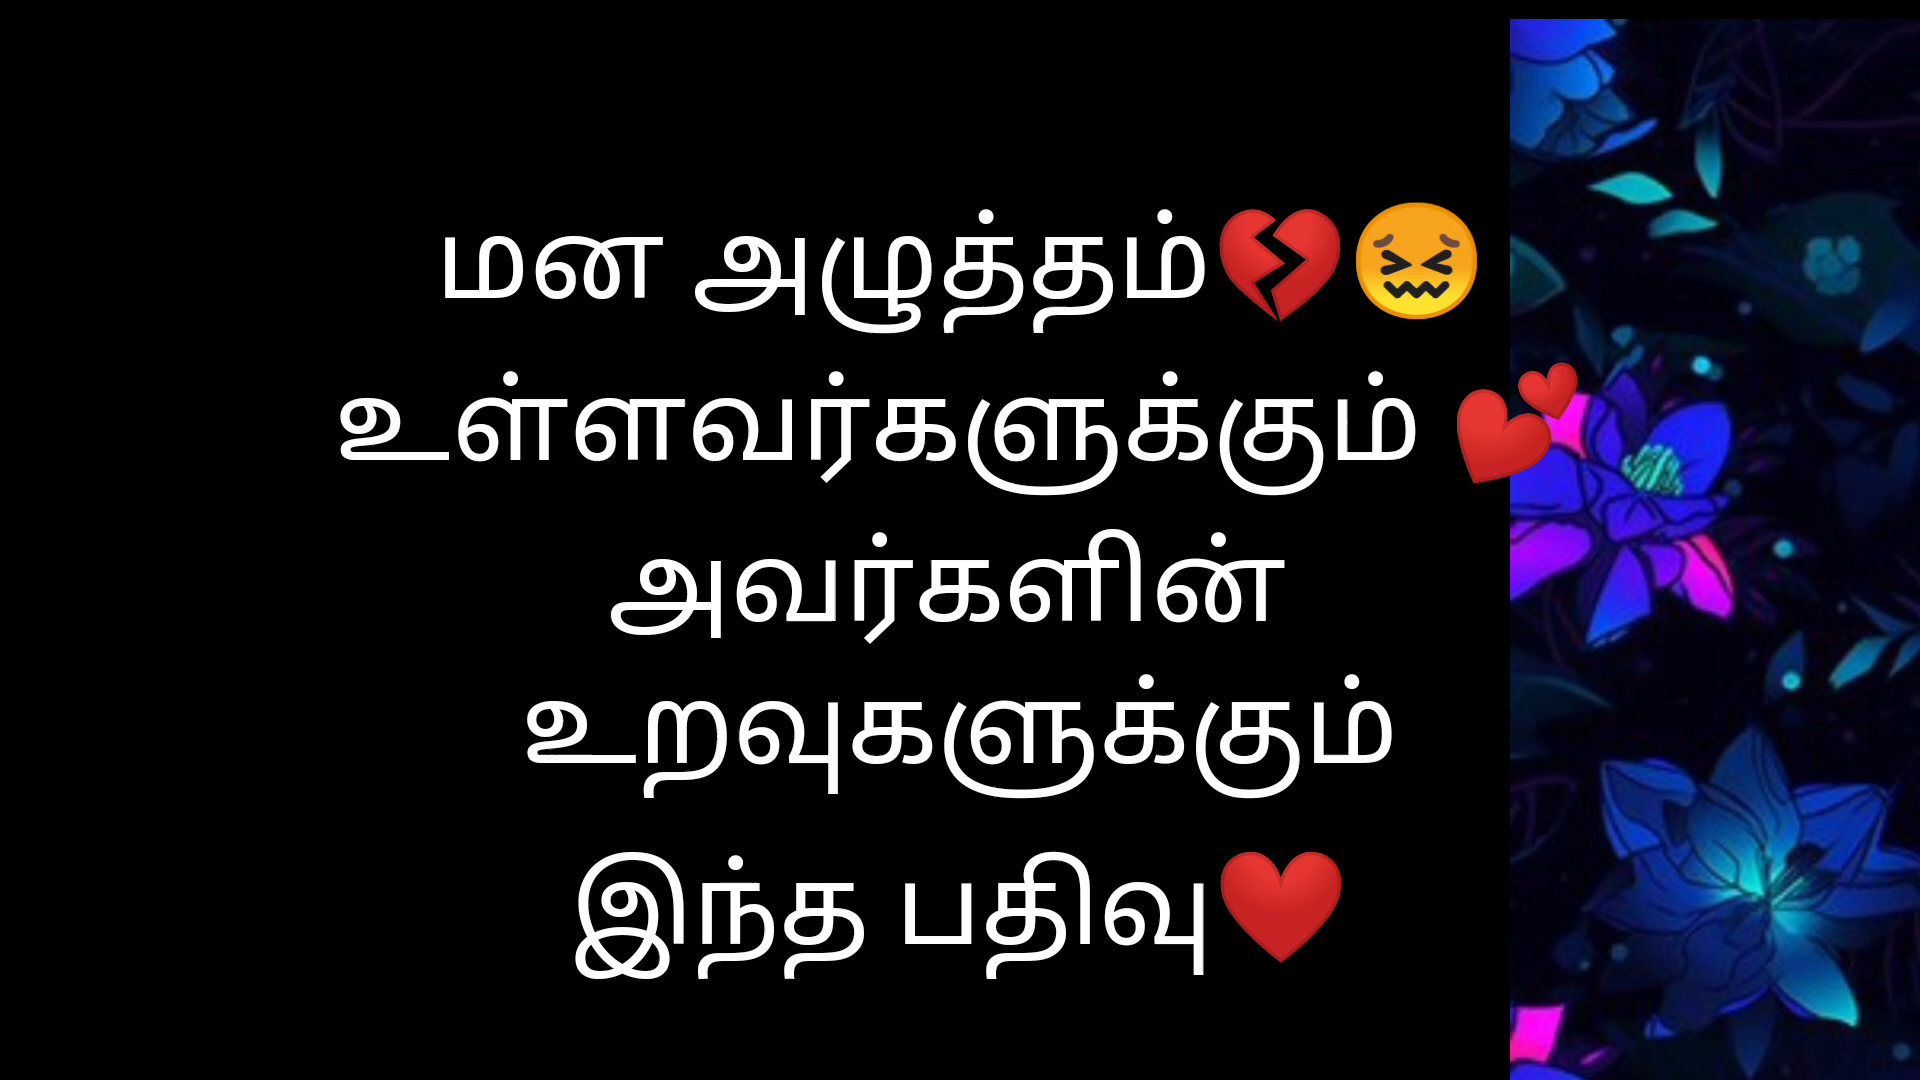 மன அழுத்தம்💔😖
உள்ளவர்களுக்கும் 💕
அவர்களின்
உறவுகளுக்கும்
இந்த பதிவு❤️